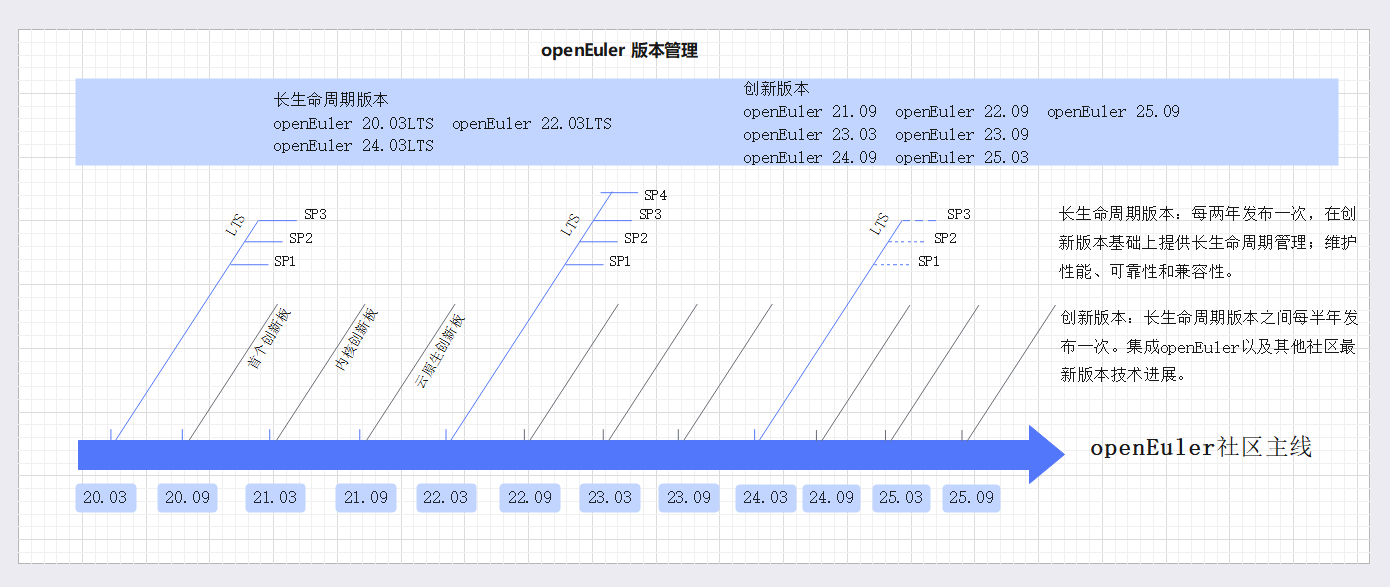 openEuler 版本管理
长生命周期版本
openEuler 20.03LTS openEuler 22.03LTS
openEuler 24.03LTS
创新版本
openEuler 21.09 openEuler 22.09 openEuler 25.09
openEuler 23.03 openEuler 23.09
openEuler 24.09 openEuler 25.03
LTS
SP3
SP2
SP1
LTS
SP4
SP3
SP2
SP1
LTS
SP3
SP2
SP1
长生命周期版本：每两年发布一次，在创
新版本基础上提供长生命周期管理；维护
性能、可靠性和兼容性。
首个创新板
内核创新板
云原生创新板
创新版本：长生命周期版本之间每半年发
布一次。集成openEuler以及其他社区最
新版本技术进展。
openEuler社区主线
20.03
20.09
21.03
21.09
22.03
22.09
23.03
23.09
24.03
24.09
25.03
25.09